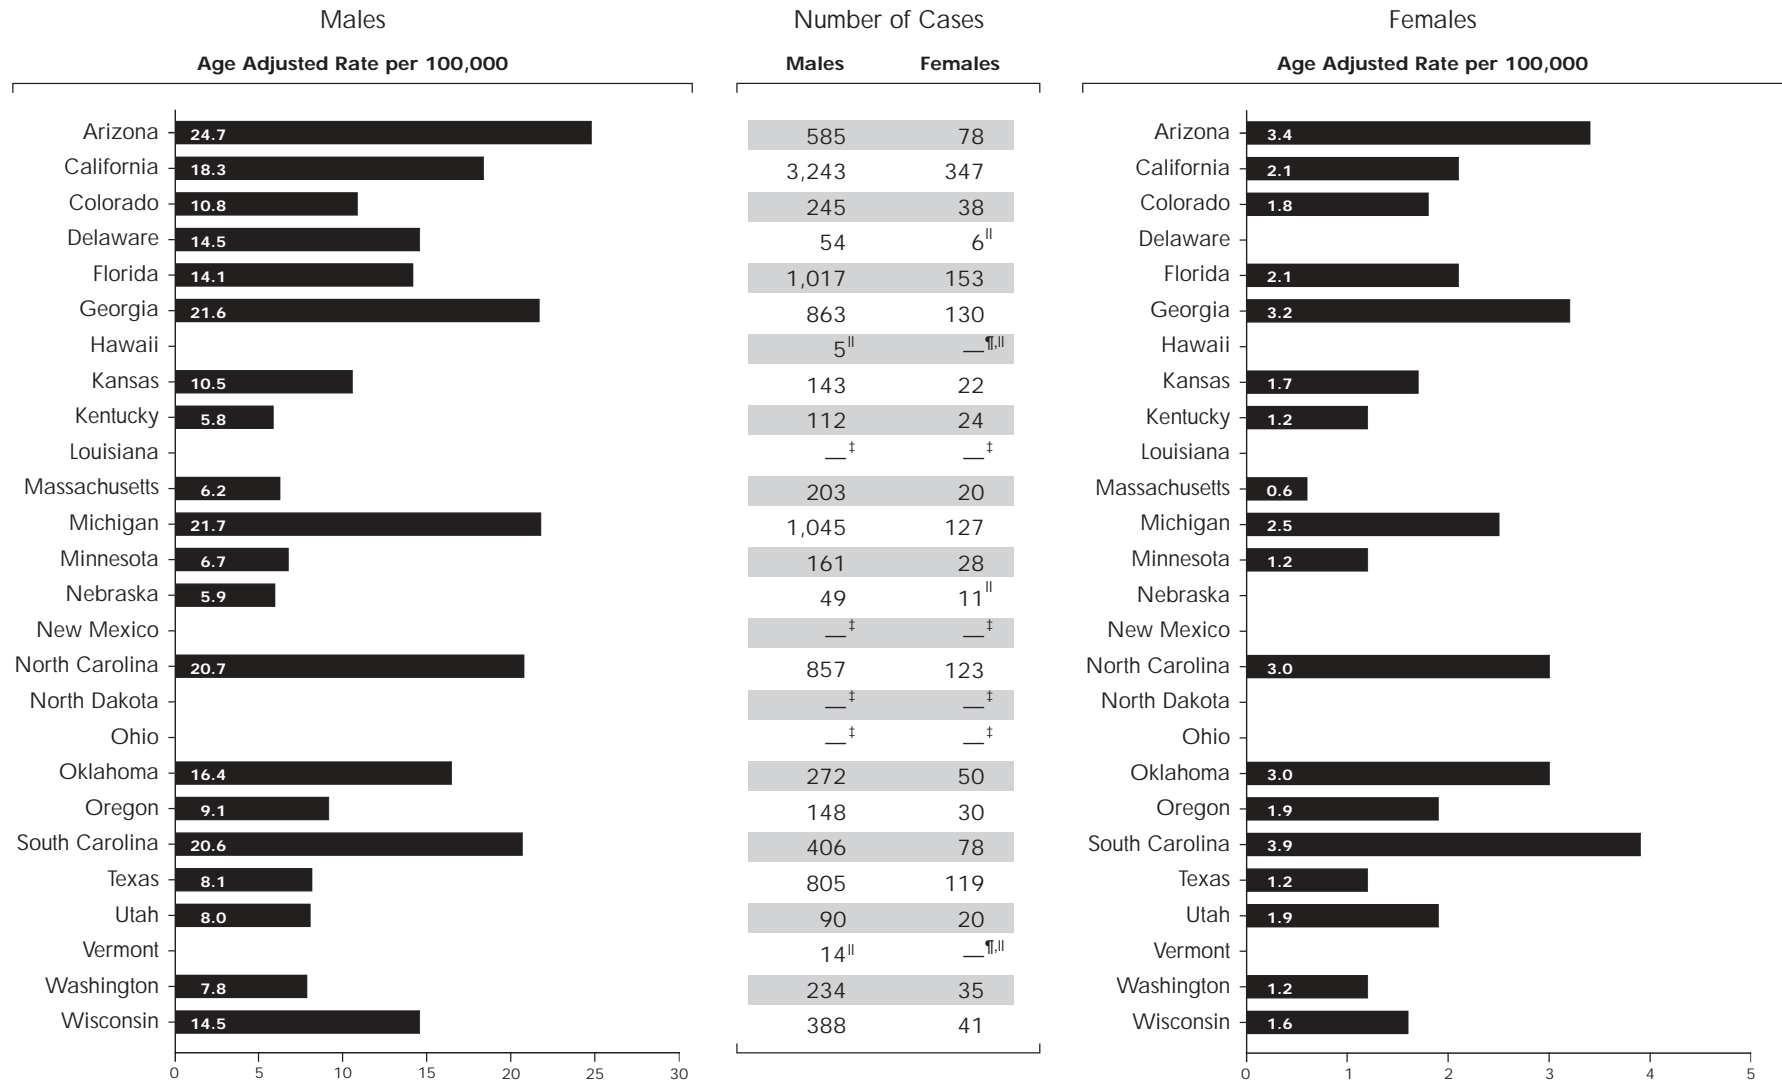 Males Number of Cases Females
Age Adjusted Rate per 100,000 Males Females Age Adjusted Rate per 100,000
Arizona 24.7 585 78 Arizona 3.4
California 18.3 3,243 347 California 2.1
Colorado 10.8 245 38 Colorado 1.8
Delaware 14.5 54 6|| Delaware
Florida 14.1 1,017 153 Florida 2.1
Georgia 21.6 863 130 Georgia 3.2
Hawaii 5|| —¶,|| Hawaii
Kansas 10.5 143 22 Kansas 1.7
Kentucky 5.8 112 24 Kentucky 1.2
Louisiana —‡ —‡ Louisiana
Massachusetts 6.2 203 20 Massachusetts 0.6
Michigan 21.7 1,045 127 Michigan 2.5
Minnesota 6.7 161 28 Minnesota 1.2
Nebraska 5.9 49 11|| Nebraska
New Mexico —‡ —‡ New Mexico
North Carolina 20.7 857 123 North Carolina 3.0
North Dakota —‡ —‡ North Dakota
Ohio —‡ —‡ Ohio
Oklahoma 16.4 272 50 Oklahoma 3.0
Oregon 9.1 148 30 Oregon 1.9
South Carolina 20.6 406 78 South Carolina 3.9
Texas 8.1 805 119 Texas 1.2
Utah 8.0 90 20 Utah 1.9
Vermont 14|| —¶,|| Vermont
Washington 7.8 234 35 Washington 1.2
Wisconsin 14.5 388 41 Wisconsin 1.6
0 5 10 15 20 25 30 0 1 2 3 4 5